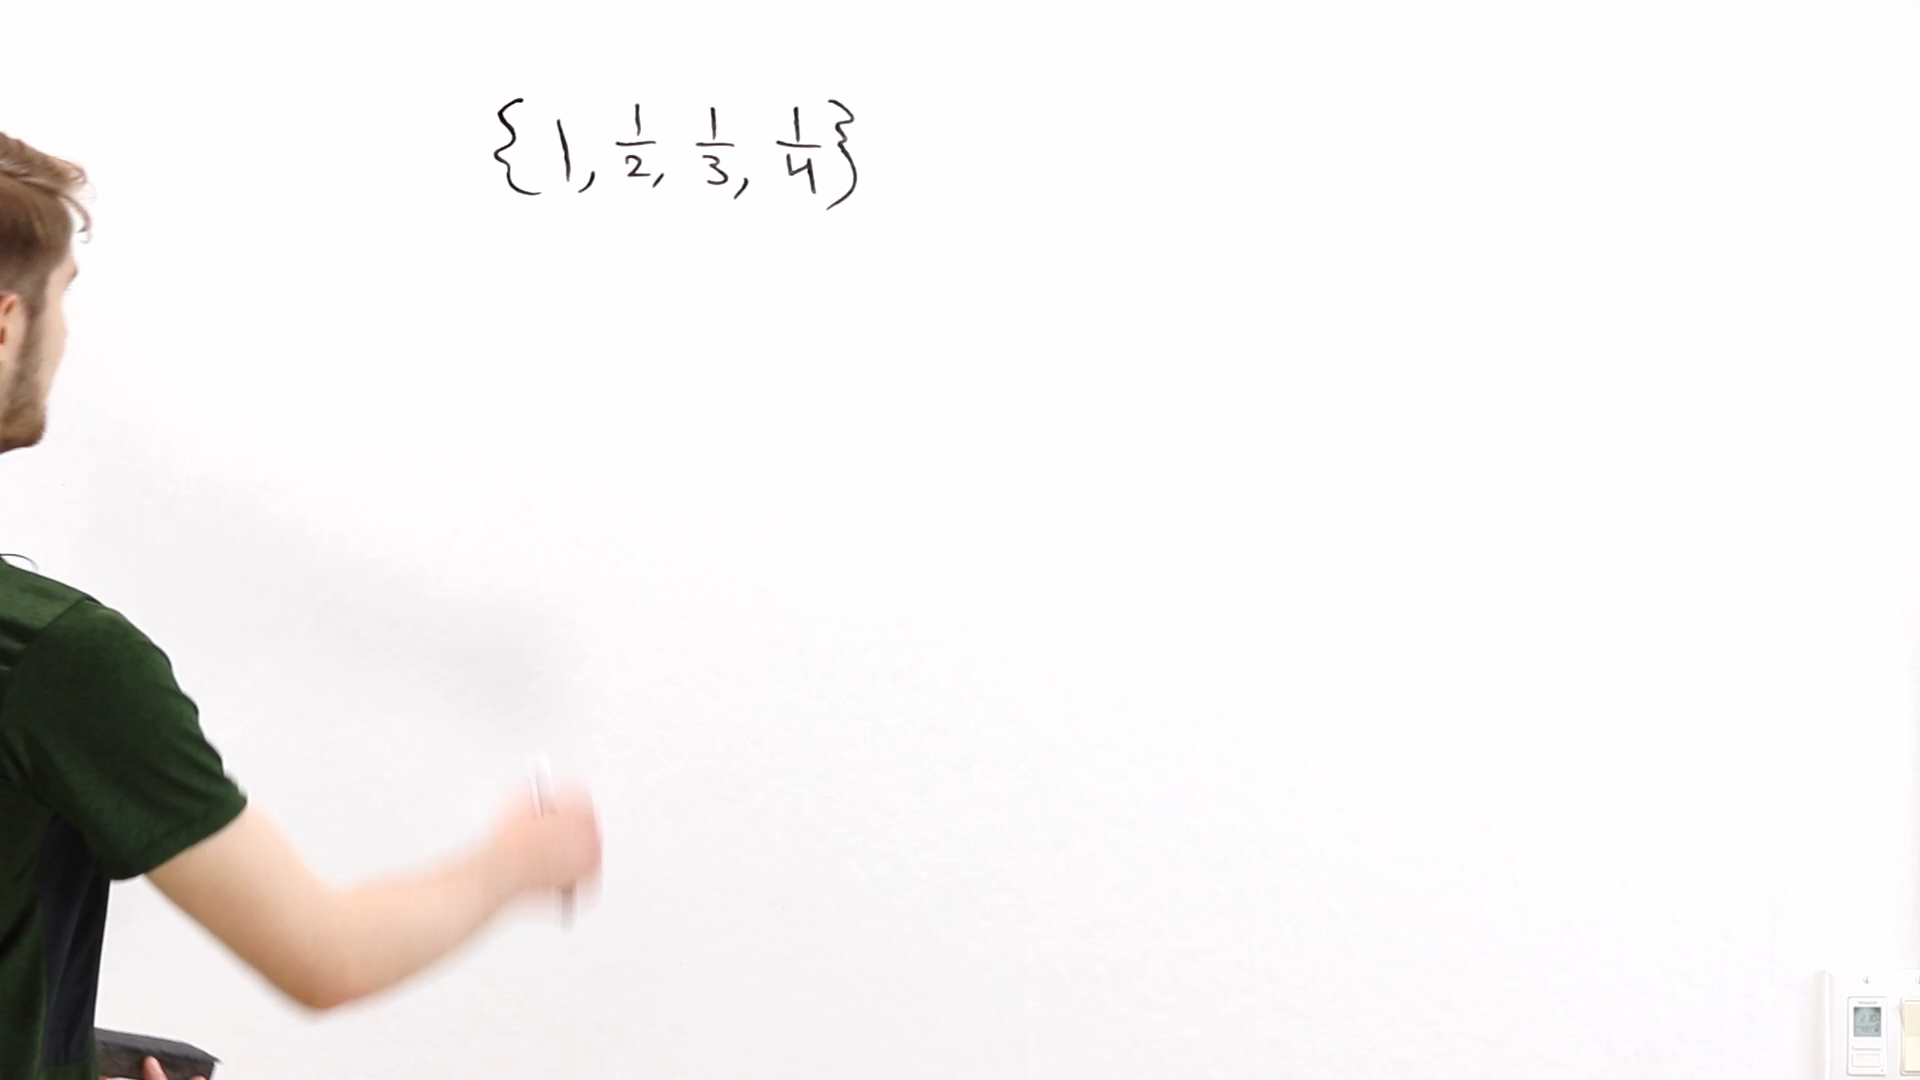 {1, 1/2, 1/3, 1/4}